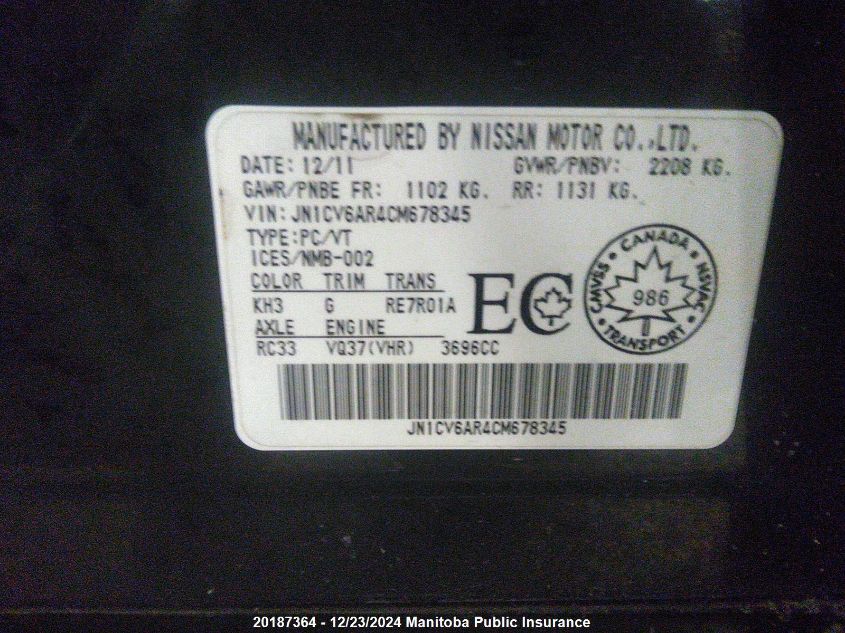 MANUFACTURED BY NISSAN MOTOR CO.,LTD.
DATE: 12/11 GVWR/PNBV: 2208 KG.
GAWR/PNBE FR: 1102 KG. RR: 1131 KG.
VIN: JN1CV6AR4CM678345
TYPE:PC/VT
ICES/NMB-002
COLOR TRIM TRANS
KH3 G RE7R01A
AXLE ENGINE
RC33 VQ37(VHR) 3696CC
EC
CANADA
CMVSS NSVAC
986
TRANSPORT
JN1CV6AR4CM678345
20187364 - 12/23/2024 Manitoba Public Insurance